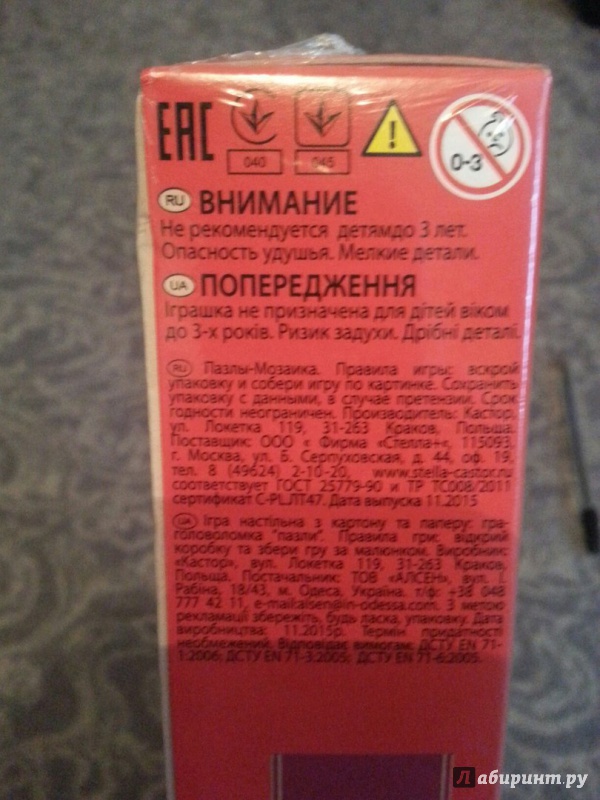 EAC
040
045
!
0-3
RU ВНИМАНИЕ
Не рекомендуется детямдо 3 лет.
Опасность удушья. Мелкие детали.
UA ПОПЕРЕДЖЕННЯ
Іграшка не призначена для дітей віком
до 3-х років. Ризик задухи. Дрібні деталі.
RU Пазлы-Мозаика. Правила игры: вскрой
упаковку и собери игру по картинке. Сохранить
упаковку с данными, в случае претензии. Срок
годности неограничен. Производитель: Кастор,
ул. Локетка 119, 31-263 Краков, Польша.
Поставщик: ООО « Фирма «Стелла+«, 115093,
г. Москва, ул. Б. Серпуховская, д. 44, оф. 19,
тел. 8 (49624) 2-10-20, www.stella-castor.ru
соответствует ГОСТ 25779-90 и ТР ТС008/2011
сертификат C-PL.ЛТ47. Дата выпуска 11.2015
UA Ігра настільна з картону та паперу: гра-
головоломка "пазли". Правила гри: відкрий
коробку та збери гру за малюнком. Виробник:
«Кастор», вул. Локетка 119, 31-263 Краков,
Польща. Постачальник: ТОВ «АЛСЕН», вул. І.
Рабіна, 18/43, м. Одеса, Україна. т/ф: +38 048
777 42 11, e-mail:alsen@in-odessa.com. З метою
рекламації збережіть, будь ласка, упаковку. Дата
виробництва: 11.2015р. Термін придатності
необмежений. Відповідає вимогам: ДСТУ EN 71-
1:2006; ДСТУ EN 71-3:2005; ДСТУ EN 71-6:2005.
Лабиринт.ру